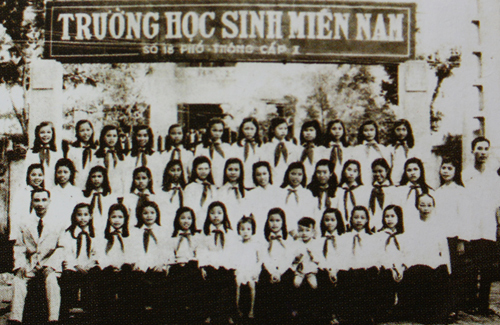 TRƯỜNG HỌC SINH MIỀN NAM
SỐ 18 PHỔ-THÔNG CẤP I